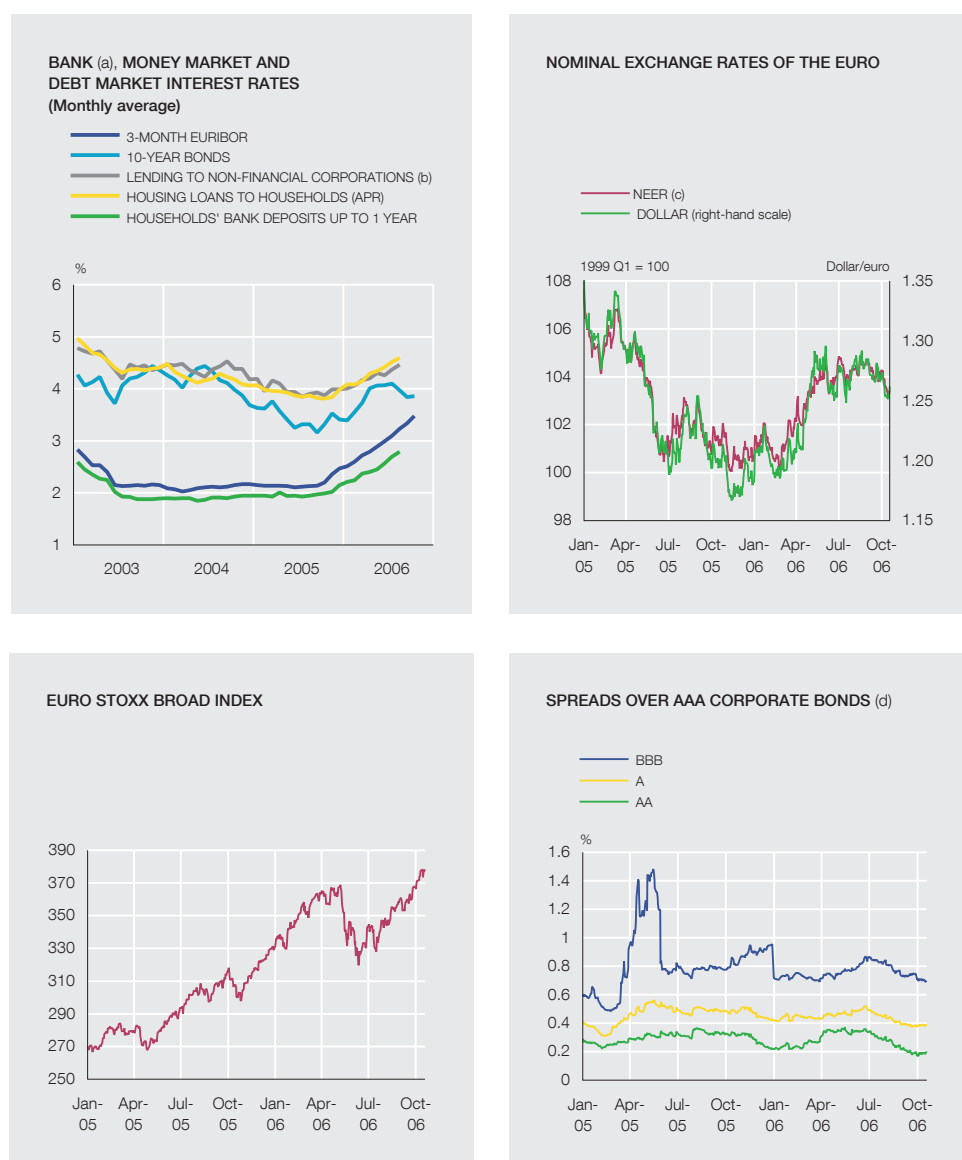 BANK (a), MONEY MARKET AND
DEBT MARKET INTEREST RATES
(Monthly average)
3-MONTH EURIBOR
10-YEAR BONDS
LENDING TO NON-FINANCIAL CORPORATIONS (b)
HOUSING LOANS TO HOUSEHOLDS (APR)
HOUSEHOLDS' BANK DEPOSITS UP TO 1 YEAR
%
6
5
4
3
2
1
2003 2004 2005 2006
NOMINAL EXCHANGE RATES OF THE EURO
NEER (c)
DOLLAR (right-hand scale)
1999 Q1 = 100 Dollar/euro
108 1.35
106
1.30
104
1.25
102
1.20
100
98 1.15
Jan- Apr- Jul- Oct- Jan- Apr- Jul- Oct-
05 05 05 05 06 06 06 06
EURO STOXX BROAD INDEX
390
370
350
330
310
290
270
250
Jan- Apr- Jul- Oct- Jan- Apr- Jul- Oct-
05 05 05 05 06 06 06 06
SPREADS OVER AAA CORPORATE BONDS (d)
BBB
A
AA
%
1.6
1.4
1.2
1
0.8
0.6
0.4
0.2
0
Jan- Apr- Jul- Oct- Jan- Apr- Jul- Oct-
05 05 05 05 06 06 06 06